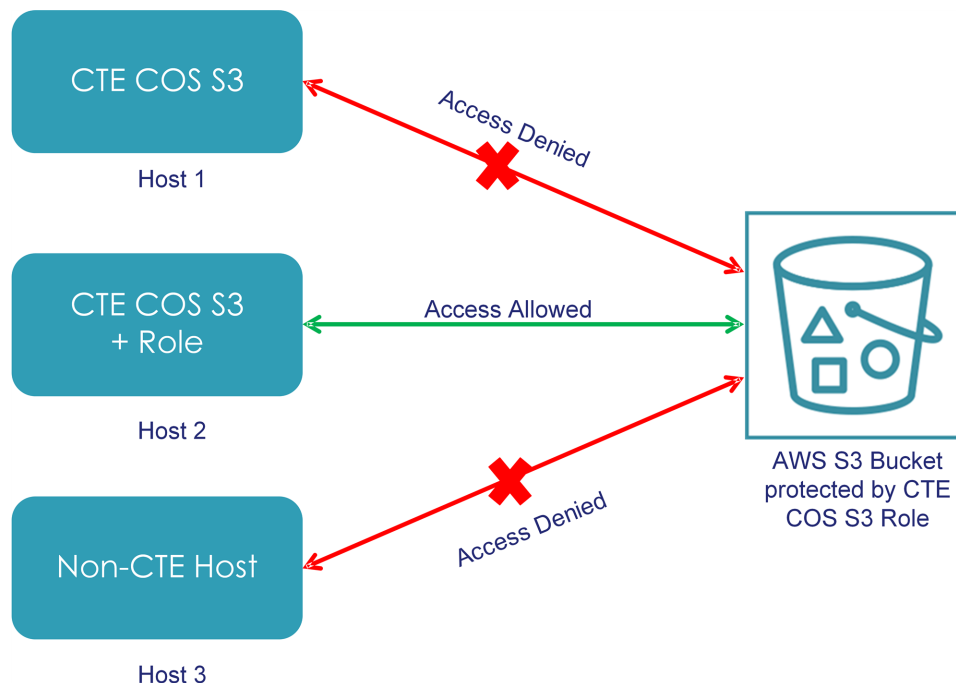 CTE COS S3
Host 1
Access Denied
CTE COS S3
+ Role
Host 2
Access Allowed
Non-CTE Host
Host 3
Access Denied
AWS S3 Bucket
protected by CTE
COS S3 Role